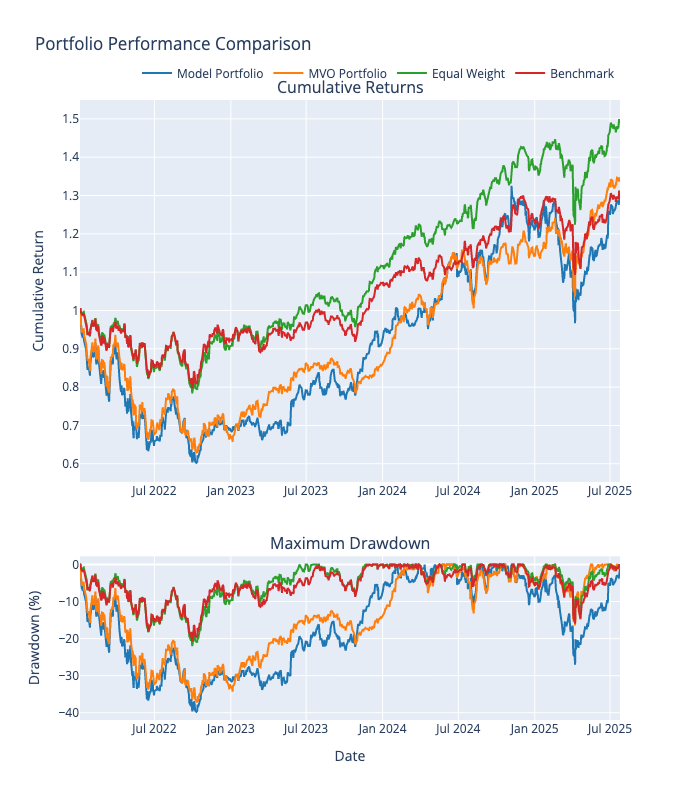 Portfolio Performance Comparison
Model Portfolio MVO Portfolio Equal Weight Benchmark
Cumulative Returns
Cumulative Return
1.5
1.4
1.3
1.2
1.1
1
0.9
0.8
0.7
0.6
Jul 2022 Jan 2023 Jul 2023 Jan 2024 Jul 2024 Jan 2025 Jul 2025
Maximum Drawdown
Drawdown (%)
0
−10
−20
−30
−40
Jul 2022 Jan 2023 Jul 2023 Jan 2024 Jul 2024 Jan 2025 Jul 2025
Date